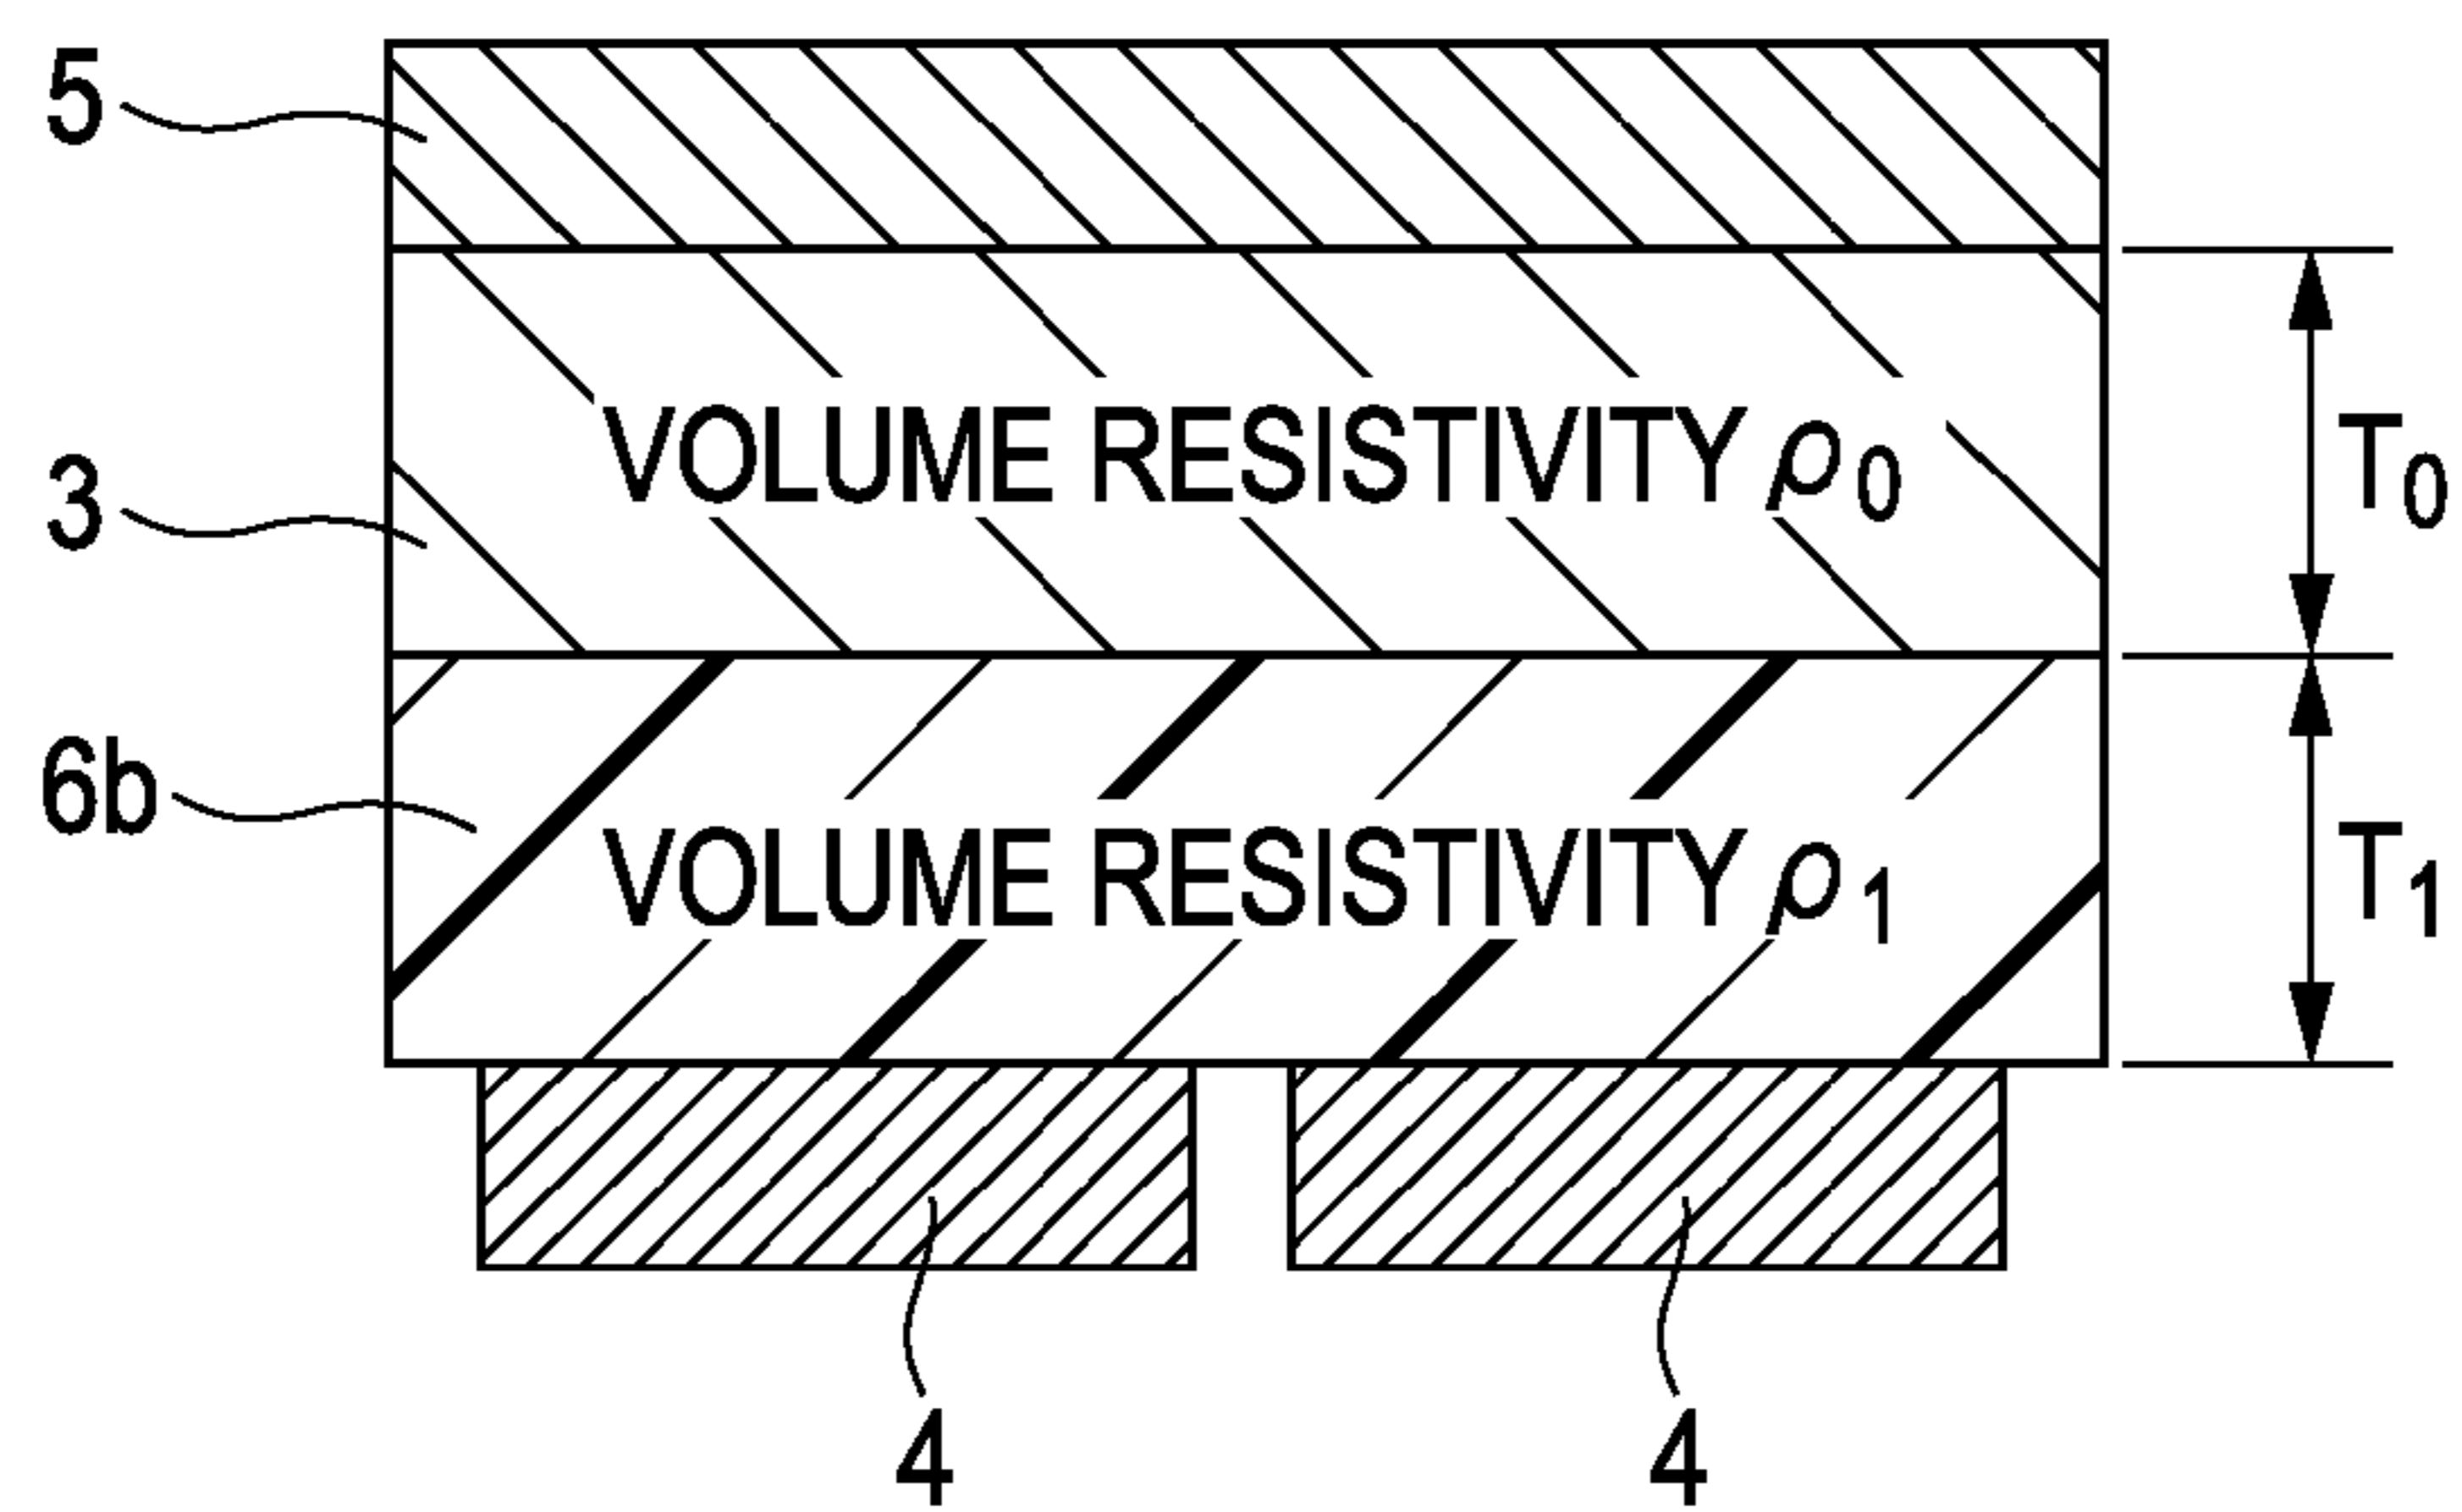 5
VOLUME RESISTIVITY ρ0
T0
3
6b
VOLUME RESISTIVITY ρ1
T1
4
4